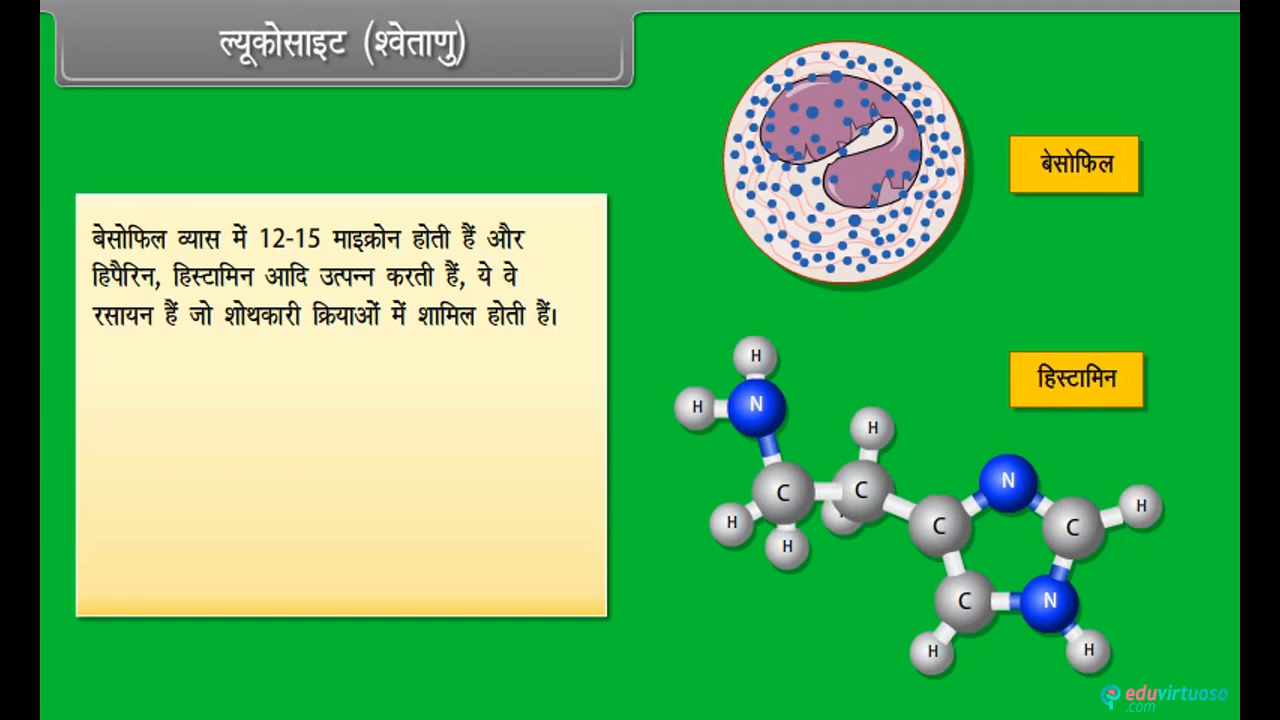 ल्यूकोसाइट (श्वेताणु)
बेसोफिल व्यास में 12-15 माइक्रोन होती हैं और
हिपैरिन, हिस्टामिन आदि उत्पन्न करती हैं, ये वे
रसायन हैं जो शोथकारी क्रियाओं में शामिल होती हैं।
बेसोफिल
हिस्टामिन
H
H N
H
C C N H
H C C
H
C N
H H
eduvirtuoso
.com